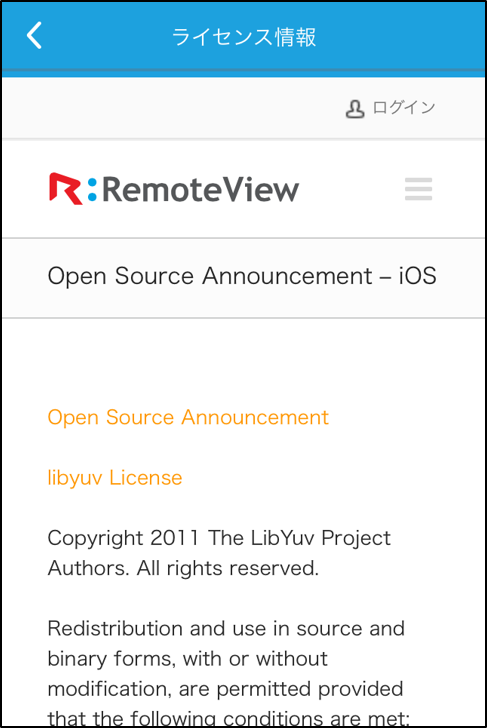 ライセンス情報
ログイン
R:RemoteView
Open Source Announcement – iOS
Open Source Announcement
libyuv License
Copyright 2011 The LibYuv Project
Authors. All rights reserved.
Redistribution and use in source and
binary forms, with or without
modification, are permitted provided
that the following conditions are met: